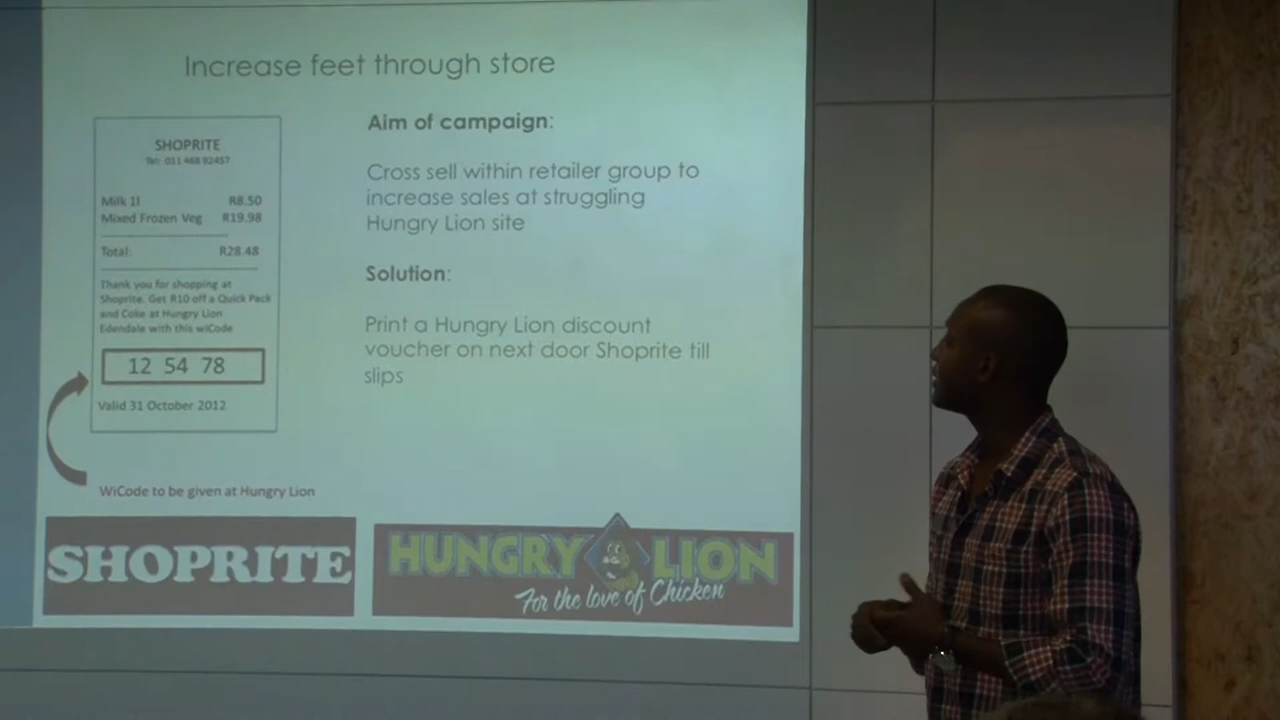 Increase feet through store
SHOPRITE
Tel: 011 468 92457
Milk 1l R8.50
Mixed Frozen Veg R19.98
Total: R28.48
Thank you for shopping at
Shoprite. Get R10 off a Quick Pack
and Coke at Hungry Lion
Edendale with this wiCode
12 54 78
Valid 31 October 2012
WiCode to be given at Hungry Lion
Aim of campaign:
Cross sell within retailer group to
increase sales at struggling
Hungry Lion site
Solution:
Print a Hungry Lion discount
voucher on next door Shoprite till
slips
SHOPRITE
HUNGRY LION
For the love of Chicken